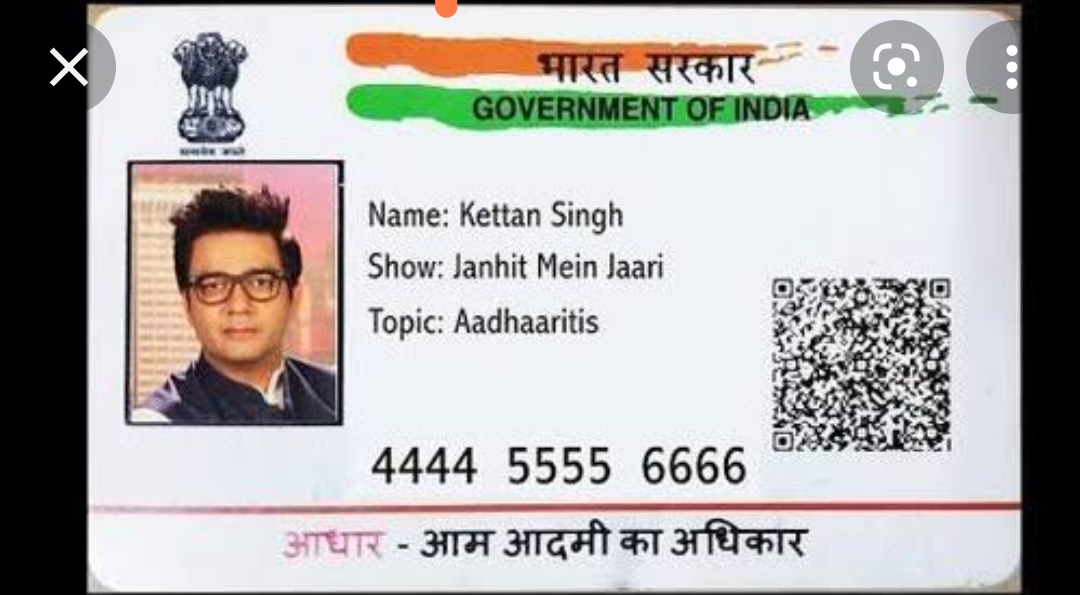 भारत सरकार
GOVERNMENT OF INDIA
Name: Kettan Singh
Show: Janhit Mein Jaari
Topic: Aadhaaritis
4444 5555 6666
आधार - आम आदमी का अधिकार